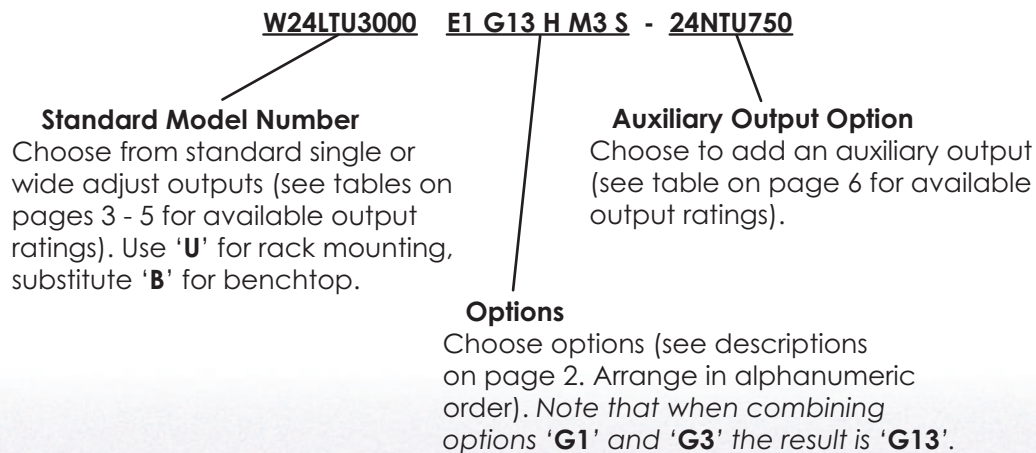 W24LTU3000 E1 G13 H M3 S - 24NTU750
Standard Model Number
Choose from standard single or
wide adjust outputs (see tables on
pages 3 - 5 for available output
ratings). Use ‘U’ for rack mounting,
substitute ‘B’ for benchtop.
Auxiliary Output Option
Choose to add an auxiliary output
(see table on page 6 for available
output ratings).
Options
Choose options (see descriptions
on page 2. Arrange in alphanumeric
order). Note that when combining
options ‘G1’ and ‘G3’ the result is ‘G13’.